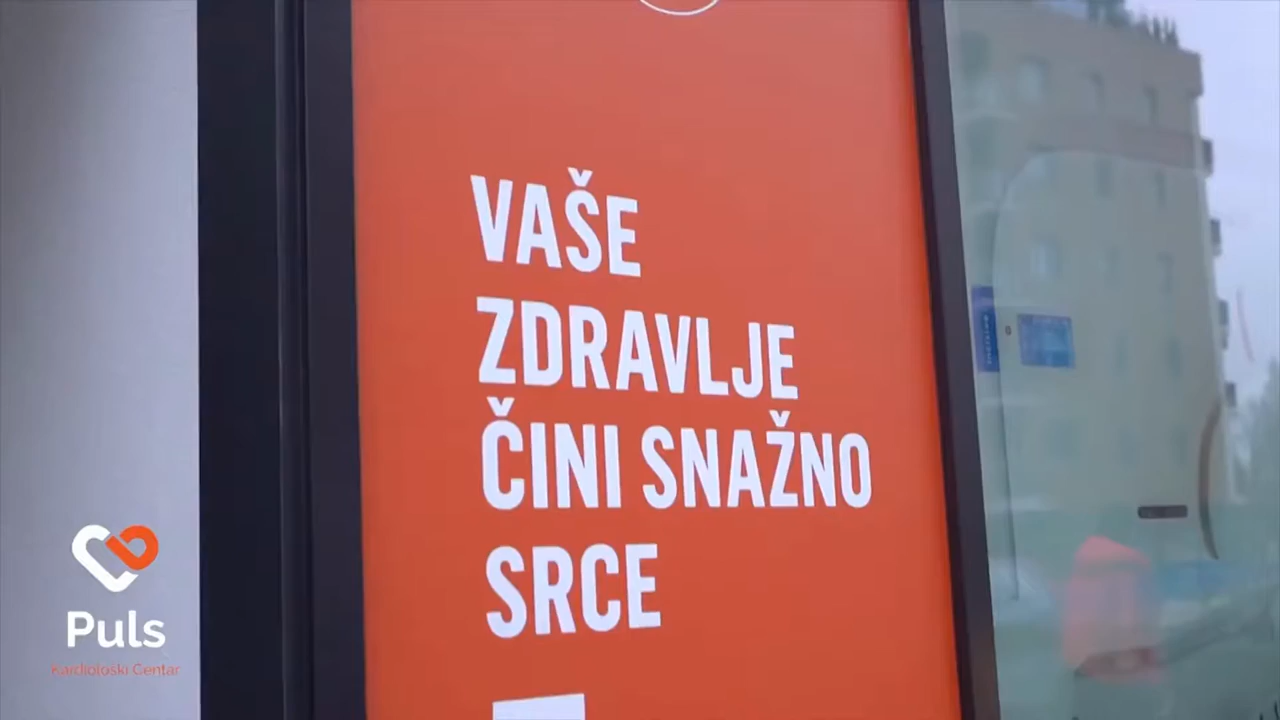 VAŠE
ZDRAVLJE
ČINI SNAŽNO
SRCE
Puls
Kardiološki Centar